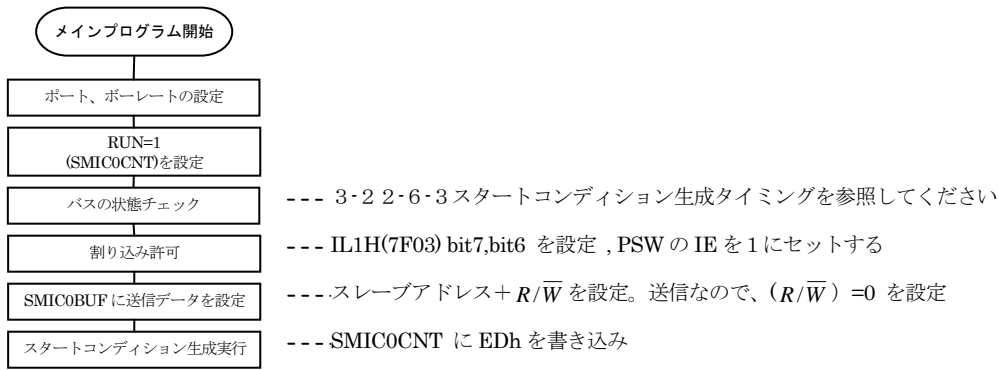 メインプログラム開始
ポート、ボーレートの設定
RUN=1
(SMIC0CNT)を設定
バスの状態チェック
--- 3-22-6-3スタートコンディション生成タイミングを参照してください
割り込み許可
--- IL1H(7F03) bit7,bit6 を設定 , PSW の IE を1にセットする
SMIC0BUF に送信データを設定
---.スレーブアドレス+ R/W̅ を設定。送信なので、(R/W̅ ) =0 を設定
スタートコンディション生成実行
---.SMIC0CNT に EDh を書き込み